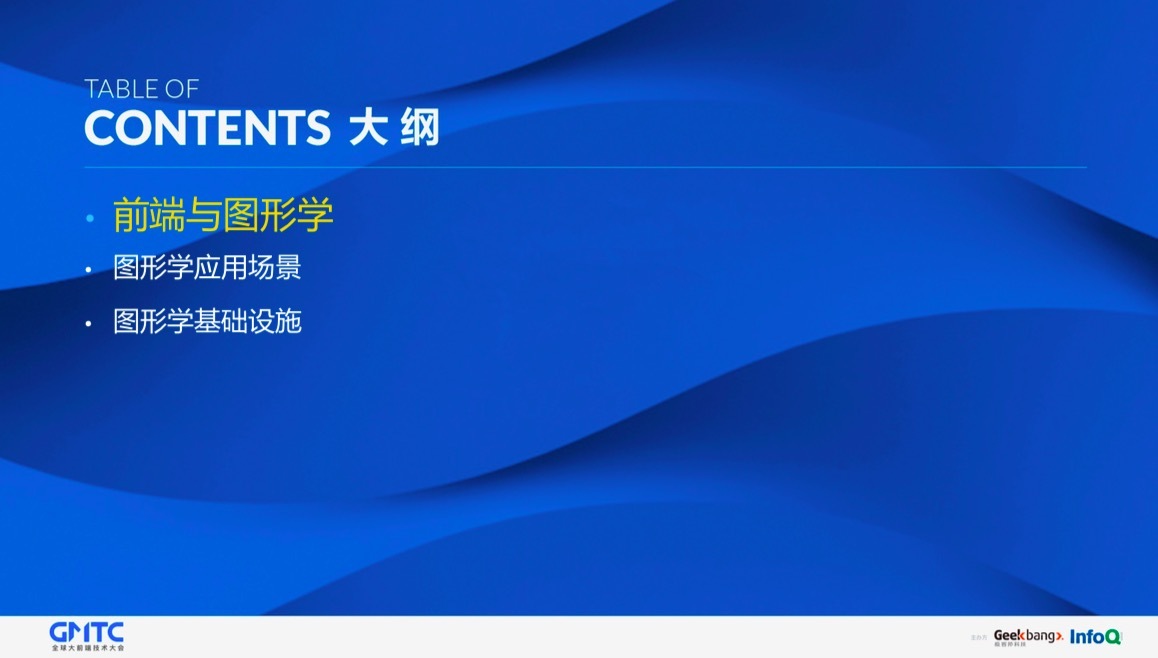 TABLE OF
CONTENTS 大纲
前端与图形学
图形学应用场景
图形学基础设施
GMTC
全球大前端技术大会
主办方
Geekbang>.
极客邦科技
InfoQ